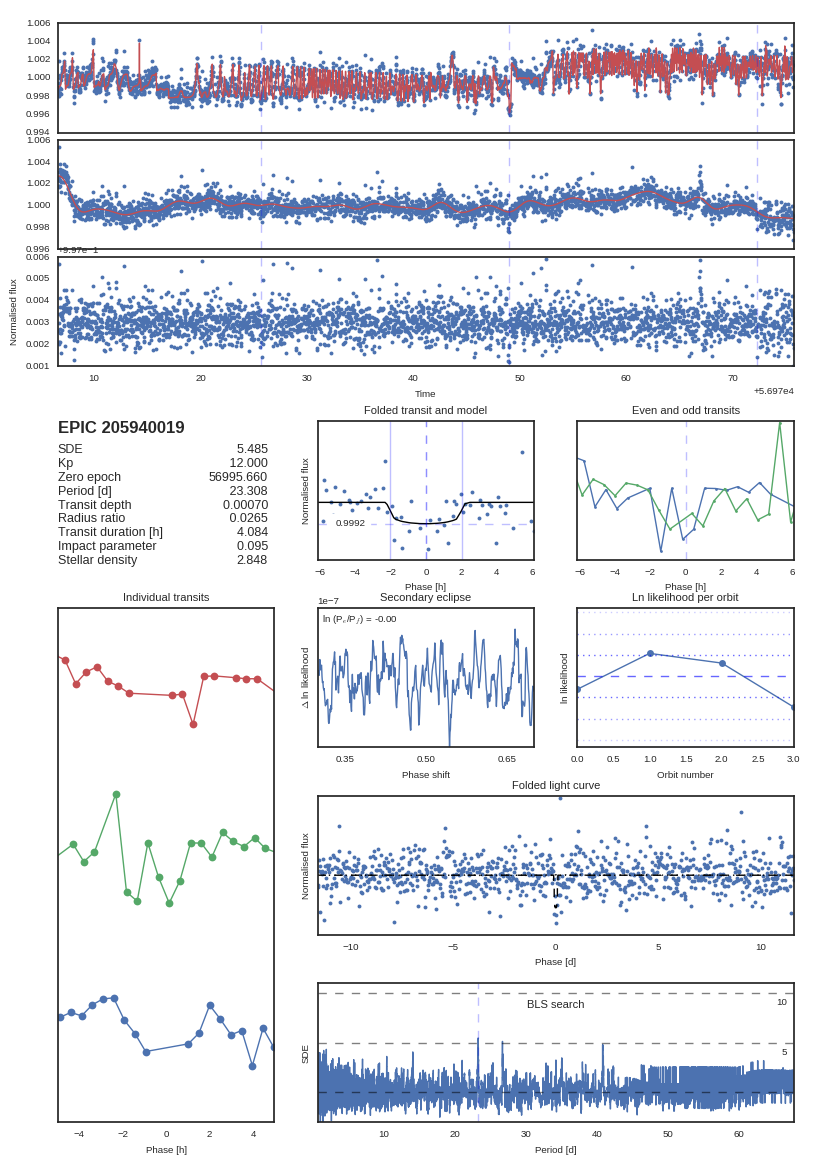 1.006
1.004
1.002
1.000
0.998
0.996
0.994
1.006
1.004
1.002
1.000
0.998
0.996
+9.97e−1
0.006
0.005
0.004
0.003
0.002
0.001
Normalised flux
10 20 30 40 50 60 70
Time
+5.697e4
EPIC 205940019
SDE 5.485
Kp 12.000
Zero epoch 56995.660
Period [d] 23.308
Transit depth 0.00070
Radius ratio 0.0265
Transit duration [h] 4.084
Impact parameter 0.095
Stellar density 2.848
Folded transit and model
Normalised flux
0.9992
−6 −4 −2 0 2 4 6
Phase [h]
Even and odd transits
−6 −4 −2 0 2 4 6
Phase [h]
Individual transits
−4 −2 0 2 4
Phase [h]
Secondary eclipse
1e−7
ln (Pₑ/P𝑓) = -0.00
Δ ln likelihood
0.35 0.50 0.65
Phase shift
Ln likelihood per orbit
ln likelihood
0.0 0.5 1.0 1.5 2.0 2.5 3.0
Orbit number
Folded light curve
Normalised flux
−10 −5 0 5 10
Phase [d]
BLS search
10
5
SDE
10 20 30 40 50 60
Period [d]